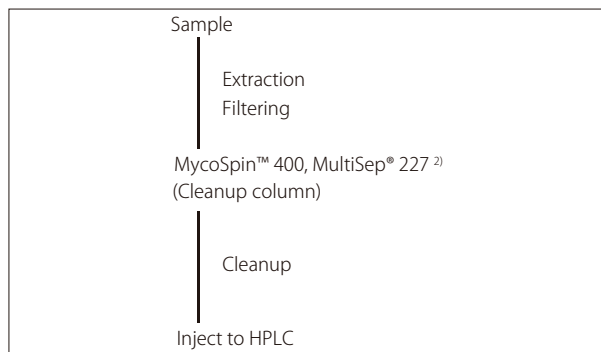 Sample
Extraction
Filtering
MycoSpin™ 400, MultiSep® 227 ²⁾
(Cleanup column)
Cleanup
Inject to HPLC